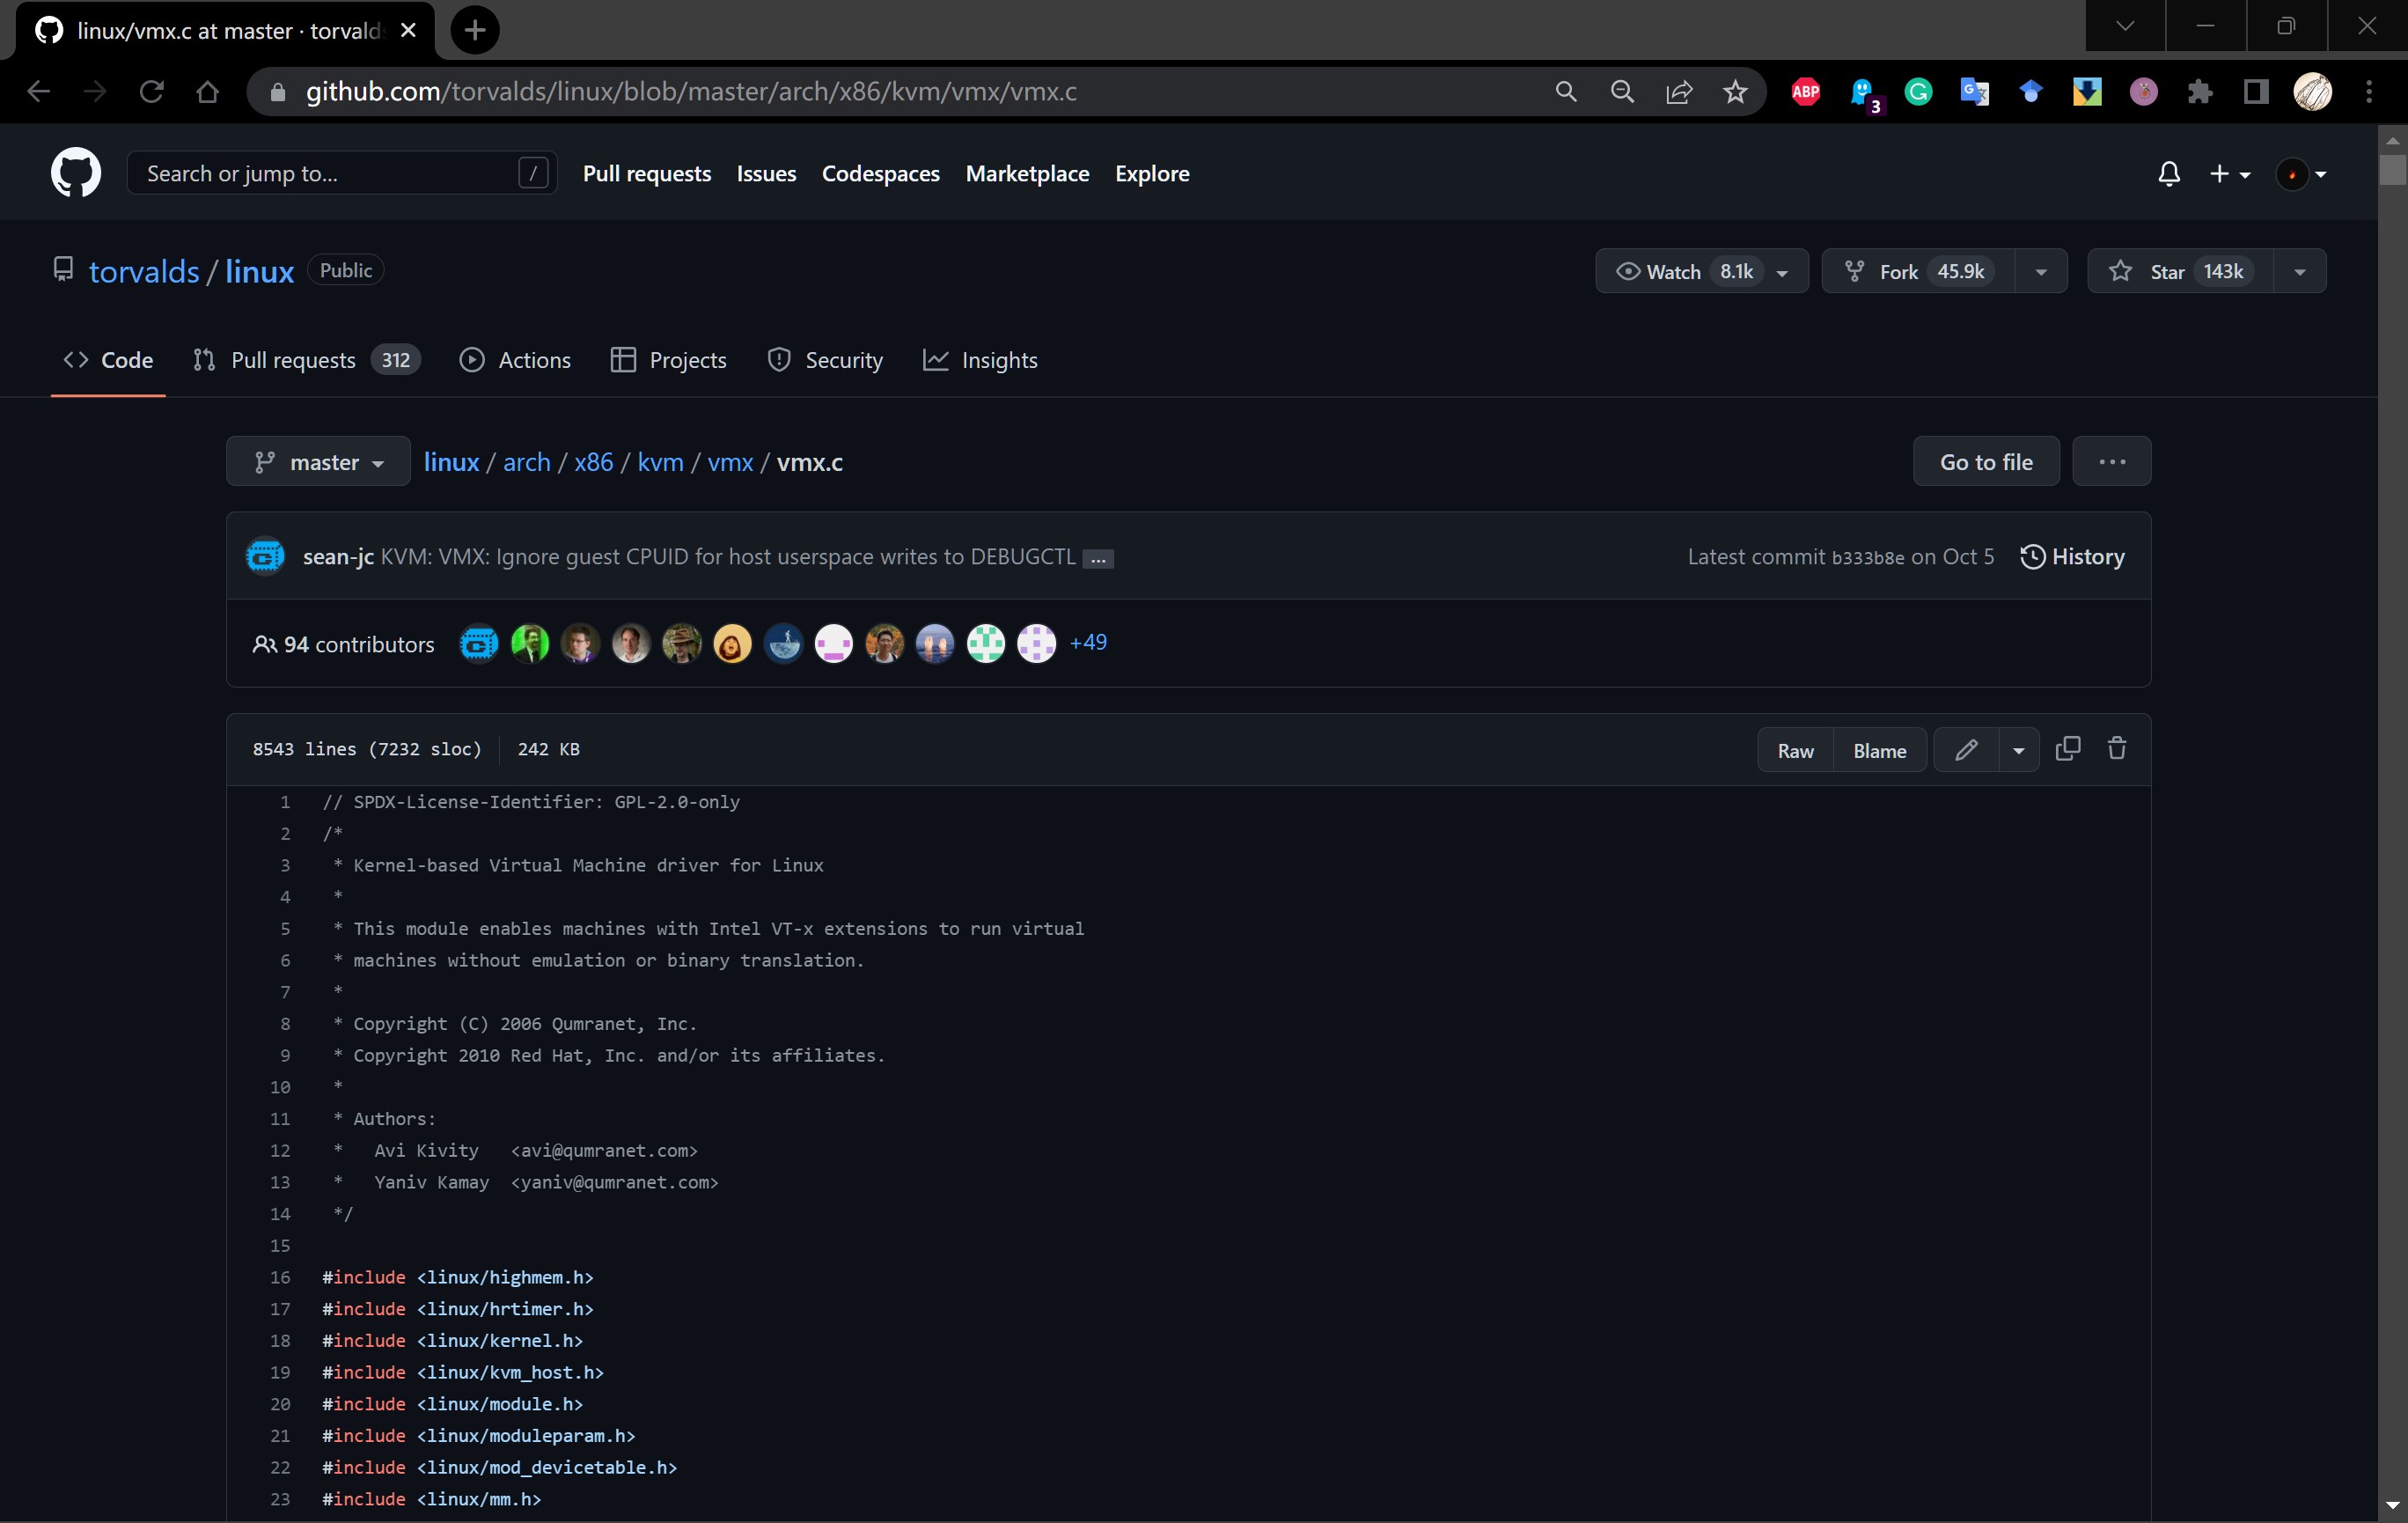 linux/vmx.c at master · torvalds
github.com/torvalds/linux/blob/master/arch/x86/kvm/vmx/vmx.c
ABP
3
G
Search or jump to...
/
Pull requests
Issues
Codespaces
Marketplace
Explore
torvalds / linux
Public
Watch 8.1k
Fork 45.9k
Star 143k
Code
Pull requests 312
Actions
Projects
Security
Insights
master
linux / arch / x86 / kvm / vmx / vmx.c
Go to file
...
sean-jc KVM: VMX: Ignore guest CPUID for host userspace writes to DEBUGCTL ...
Latest commit b333b8e on Oct 5
History
94 contributors
+49
8543 lines (7232 sloc)
242 KB
Raw
Blame
1 // SPDX-License-Identifier: GPL-2.0-only
2 /*
3 * Kernel-based Virtual Machine driver for Linux
4 *
5 * This module enables machines with Intel VT-x extensions to run virtual
6 * machines without emulation or binary translation.
7 *
8 * Copyright (C) 2006 Qumranet, Inc.
9 * Copyright 2010 Red Hat, Inc. and/or its affiliates.
10 *
11 * Authors:
12 *   Avi Kivity   <avi@qumranet.com>
13 *   Yaniv Kamay  <yaniv@qumranet.com>
14 */
15
16 #include <linux/highmem.h>
17 #include <linux/hrtimer.h>
18 #include <linux/kernel.h>
19 #include <linux/kvm_host.h>
20 #include <linux/module.h>
21 #include <linux/moduleparam.h>
22 #include <linux/mod_devicetable.h>
23 #include <linux/mm.h>